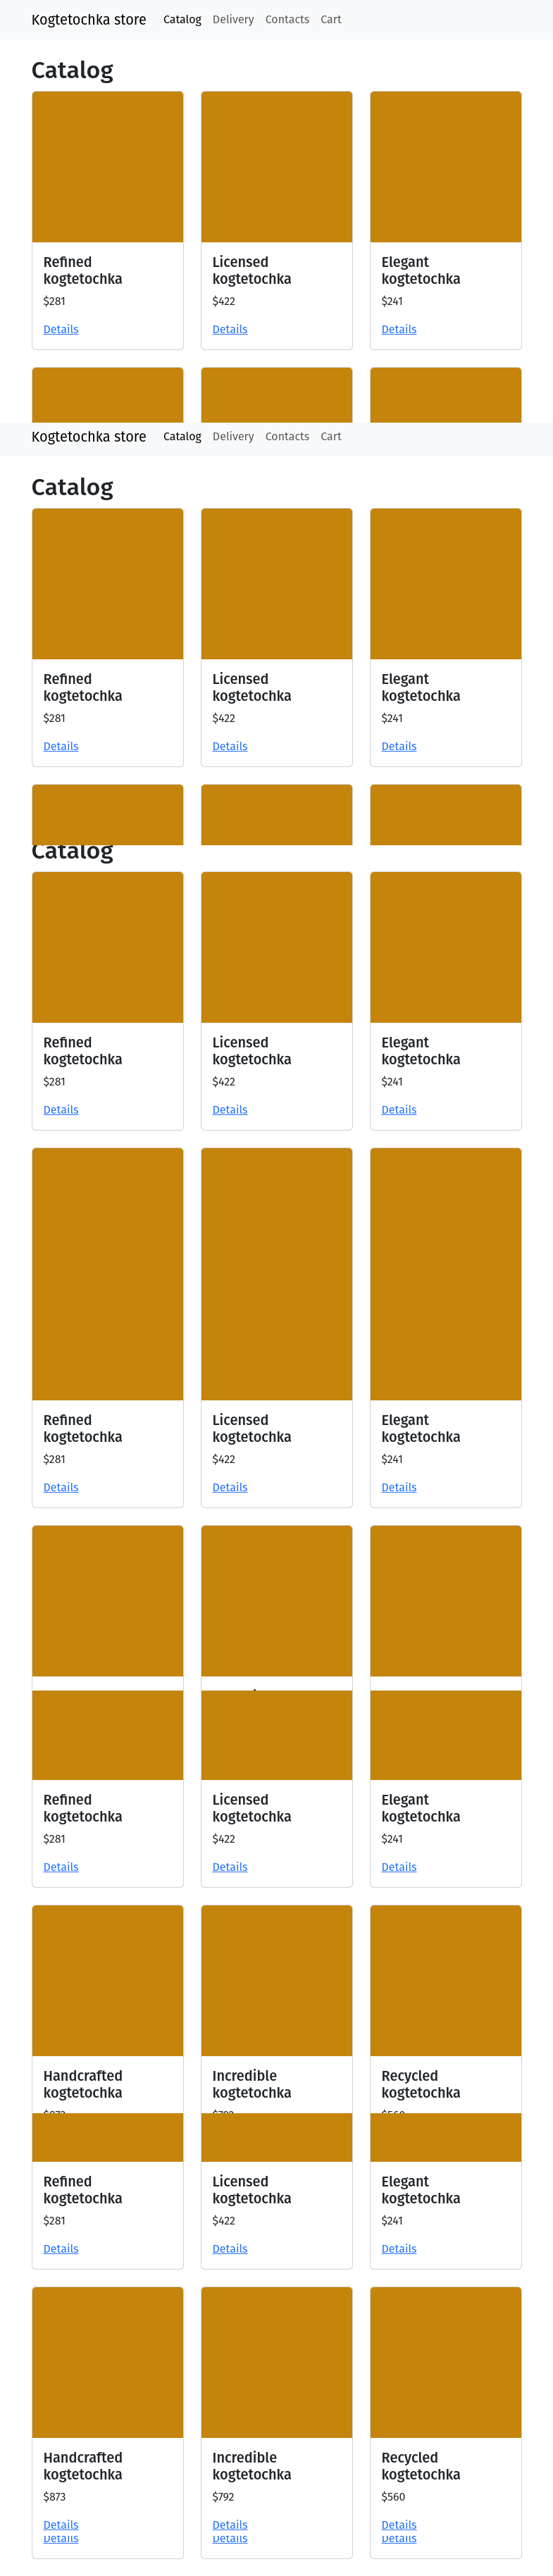 Kogtetochka store Catalog Delivery Contacts Cart
Catalog
Refined kogtetochka
$281
Details
Licensed kogtetochka
$422
Details
Elegant kogtetochka
$241
Details
Kogtetochka store Catalog Delivery Contacts Cart
Catalog
Refined kogtetochka
$281
Details
Licensed kogtetochka
$422
Details
Elegant kogtetochka
$241
Details
Catalog
Refined kogtetochka
$281
Details
Licensed kogtetochka
$422
Details
Elegant kogtetochka
$241
Details
Refined kogtetochka
$281
Details
Licensed kogtetochka
$422
Details
Elegant kogtetochka
$241
Details
Refined kogtetochka
$281
Details
Licensed kogtetochka
$422
Details
Elegant kogtetochka
$241
Details
Handcrafted kogtetochka
Incredible kogtetochka
Recycled kogtetochka
Refined kogtetochka
$281
Details
Licensed kogtetochka
$422
Details
Elegant kogtetochka
$241
Details
Handcrafted kogtetochka
$873
Details
Details
Incredible kogtetochka
$792
Details
Details
Recycled kogtetochka
$560
Details
Details